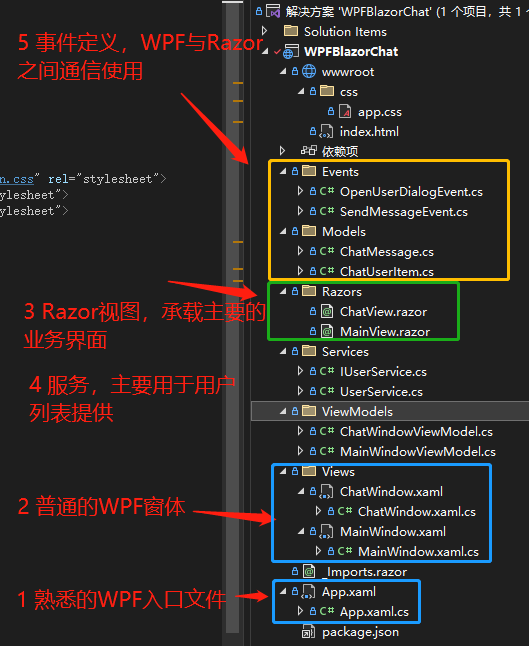 解决方案 'WPFBlazorChat' (1 个项目，共 1
Solution Items
WPFBlazorChat
wwwroot
css
app.css
index.html
依赖项
Events
OpenUserDialogEvent.cs
SendMessageEvent.cs
Models
ChatMessage.cs
ChatUserItem.cs
Razors
ChatView.razor
MainView.razor
Services
IUserService.cs
UserService.cs
ViewModels
ChatWindowViewModel.cs
MainWindowViewModel.cs
Views
ChatWindow.xaml
ChatWindow.xaml.cs
MainWindow.xaml
MainWindow.xaml.cs
_Imports.razor
App.xaml
App.xaml.cs
package.json
5 事件定义，WPF与Razor
之间通信使用
n.css" rel="stylesheet">
ylesheet">
ylesheet">
3 Razor视图，承载主要的
业务界面
4 服务，主要用于用户
列表提供
2 普通的WPF窗体
1 熟悉的WPF入口文件